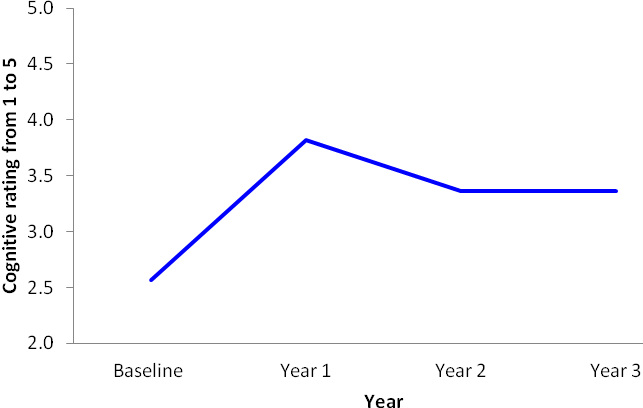 5.0
4.5
4.0
3.5
3.0
2.5
2.0
Cognitive rating from 1 to 5
Baseline Year 1 Year 2 Year 3
Year